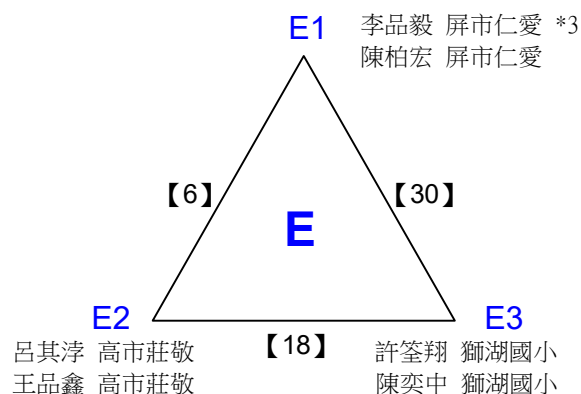 E1
李品毅 屏市仁愛 *3
陳柏宏 屏市仁愛
【6】
【30】
E
E2
E3
【18】
呂其浡 高市莊敬
王品鑫 高市莊敬
許筌翔 獅湖國小
陳奕中 獅湖國小